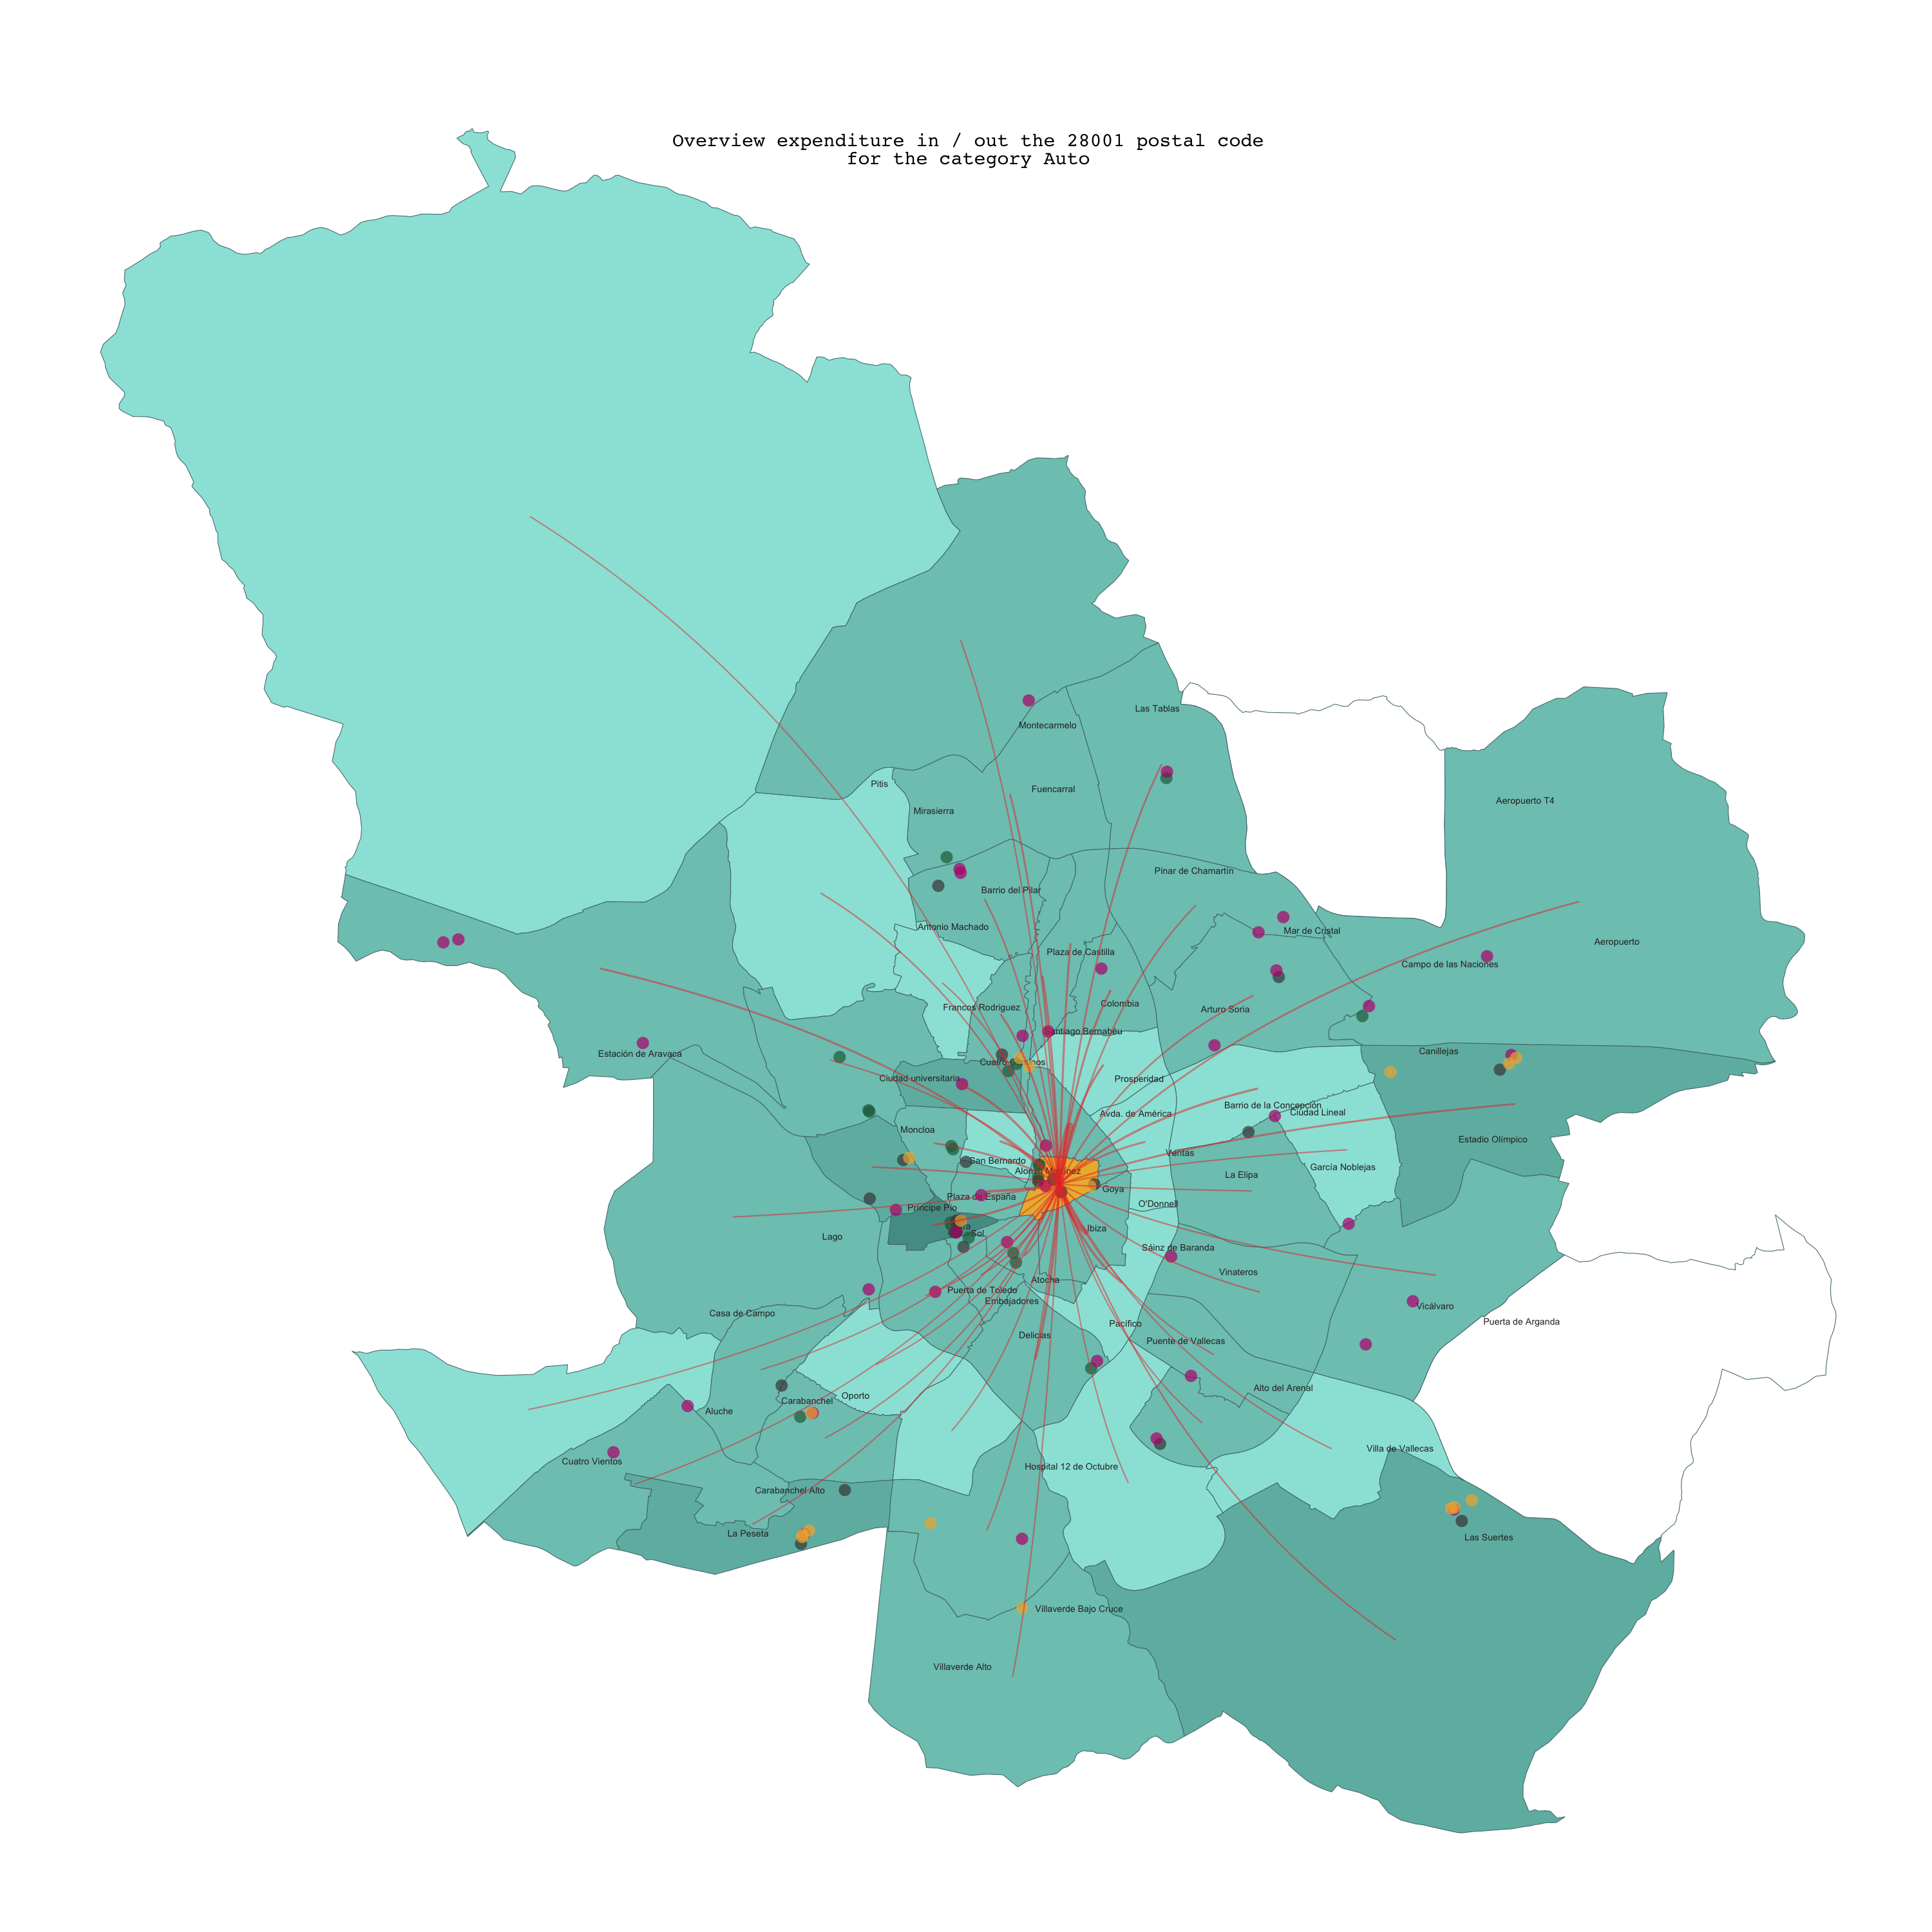 Overview expenditure in / out the 28001 postal code
for the category Auto
Las Tablas
Montecarmelo
Pitis
Fuencarral
Aeropuerto T4
Mirasierra
Pinar de Chamartín
Barrio del Pilar
Antonio Machado
Mar de Cristal
Aeropuerto
Plaza de Castilla
Campo de las Naciones
Colombia
Francos Rodriguez
Arturo Soria
Santiago Bernabéu
Estación de Aravaca
Canillejas
Cuatro Caminos
Ciudad universitaria
Prosperidad
Barrio de la Concepción
Ciudad Lineal
Avda. de América
Moncloa
Estadio Olímpico
Ventas
San Bernardo
García Noblejas
Alonso Martínez
La Elipa
Goya
Plaza de España
O'Donnell
Principe Pio
Ibiza
Sol
Lago
Sáinz de Baranda
Vinateros
Atocha
Puerta de Toledo
Embajadores
Vicálvaro
Casa de Campo
Puerta de Arganda
Pacífico
Delicias
Puente de Vallecas
Alto del Arenal
Oporto
Carabanchel
Aluche
Villa de Vallecas
Cuatro Vientos
Hospital 12 de Octubre
Carabanchel Alto
La Peseta
Las Suertes
Villaverde Bajo Cruce
Villaverde Alto